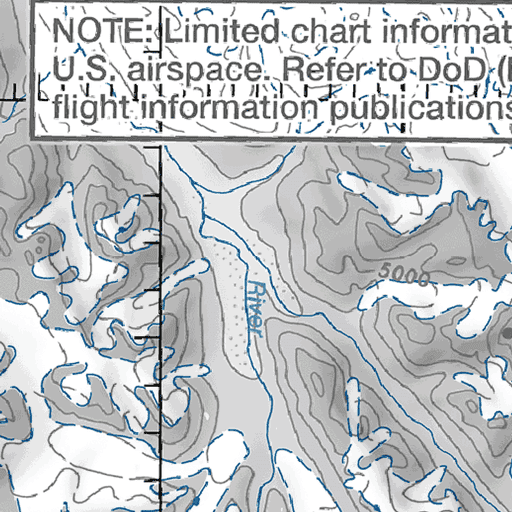 NOTE: Limited chart informat
U.S. airspace. Refer to DoD (
flight information publications
5000
River